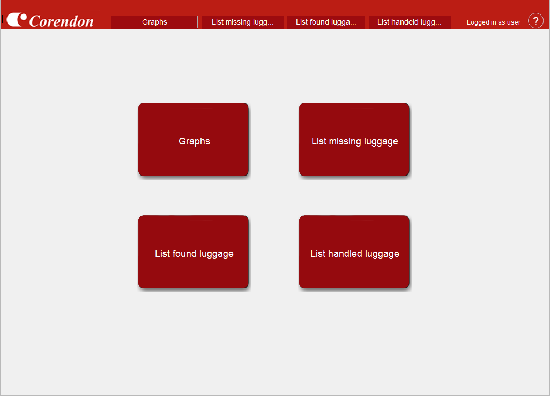 Corendon
Graphs
List missing lugg...
List found lugga...
List handled lugg...
Logged in as user
?
Graphs
List missing luggage
List found luggage
List handled luggage